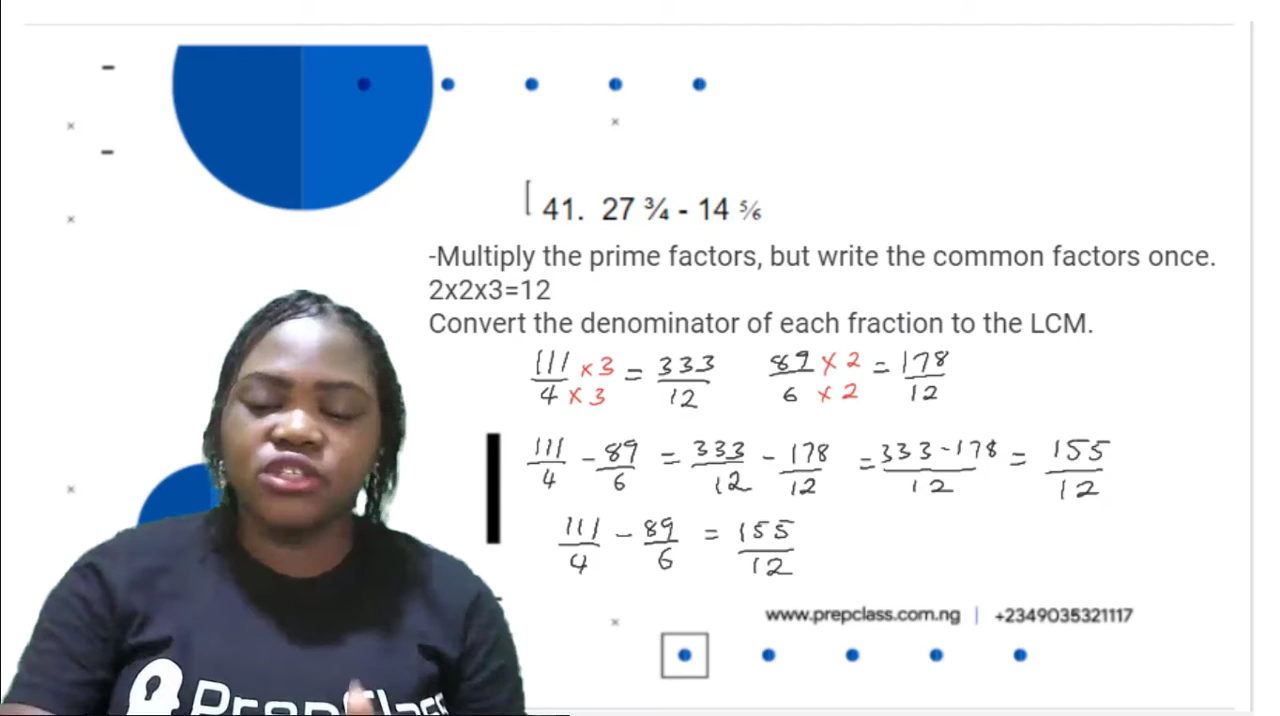 41. 27 ¾ - 14 ⅚
-Multiply the prime factors, but write the common factors once.
2x2x3=12
Convert the denominator of each fraction to the LCM.
111/4 × 3/× 3 = 333/12    89/6 × 2/× 2 = 178/12
111/4 - 89/6 = 333/12 - 178/12 = 333-178/12 = 155/12
111/4 - 89/6 = 155/12
www.prepclass.com.ng | +2349035321117
PrepClass